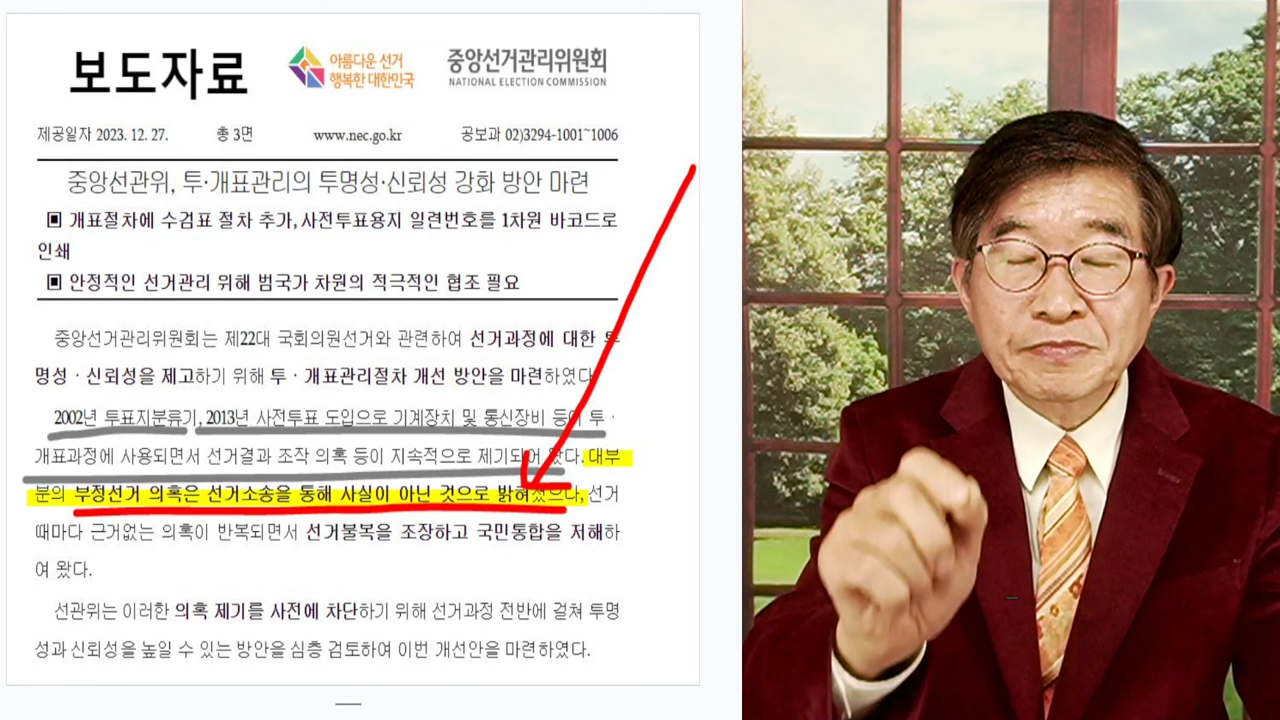 보도자료
아름다운 선거
행복한 대한민국
중앙선거관리위원회
NATIONAL ELECTION COMMISSION
제공일자 2023. 12. 27. 총 3면 www.nec.go.kr 공보과 02)3294-1001~1006
중앙선관위, 투·개표관리의 투명성·신뢰성 강화 방안 마련
▣ 개표절차에 수검표 절차 추가, 사전투표용지 일련번호를 1차원 바코드로
인쇄
▣ 안정적인 선거관리 위해 범국가 차원의 적극적인 협조 필요
중앙선거관리위원회는 제22대 국회의원선거와 관련하여 선거과정에 대한 투
명성·신뢰성을 제고하기 위해 투·개표관리절차 개선 방안을 마련하였다.
2002년 투표지분류기, 2013년 사전투표 도입으로 기계장치 및 통신장비 등이 투·
개표과정에 사용되면서 선거결과 조작 의혹 등이 지속적으로 제기되어 왔다. 대부
분의 부정선거 의혹은 선거소송을 통해 사실이 아닌 것으로 밝혀졌으나, 선거
때마다 근거없는 의혹이 반복되면서 선거불복을 조장하고 국민통합을 저해하
여 왔다.
선관위는 이러한 의혹 제기를 사전에 차단하기 위해 선거과정 전반에 걸쳐 투명
성과 신뢰성을 높일 수 있는 방안을 심층 검토하여 이번 개선안을 마련하였다.